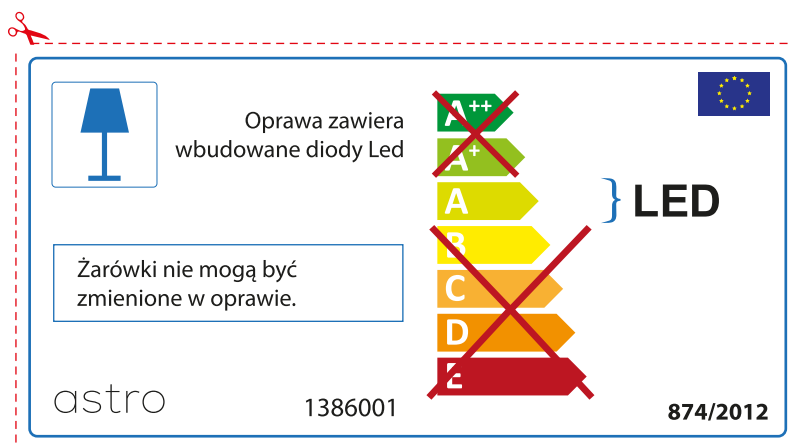 Oprawa zawiera
wbudowane diody Led
Żarówki nie mogą być
zmienione w oprawie.
A++
A+
A
B
C
D
E
LED
astro
1386001
874/2012